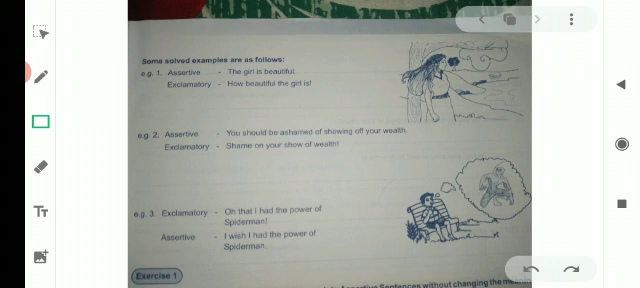 Some solved examples are as follows:
e.g. 1. Assertive - The girl is beautiful.
Exclamatory - How beautiful the girl is!
e.g. 2. Assertive - You should be ashamed of showing off your wealth.
Exclamatory - Shame on your show of wealth!
e.g. 3. Exclamatory - Oh that I had the power of
Spiderman!
Assertive - I wish I had the power of
Spiderman.
Exercise 1
Assertive Sentences without changing the
Tt